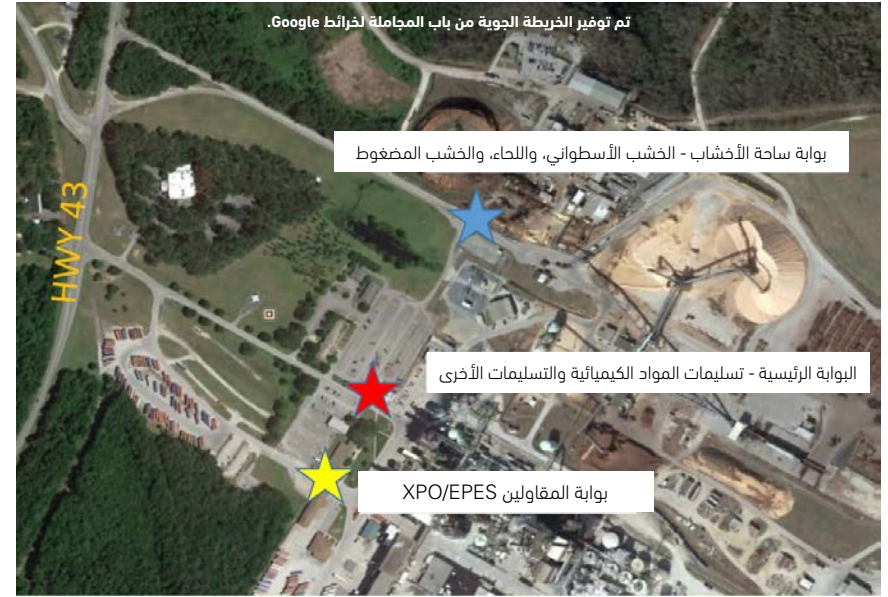 تم توفير الخريطة الجوية من باب المجاملة لخرائط Google.
بوابة ساحة الأخشاب - الخشب الأسطواني، واللحاء، والخشب المضغوط
HWY 43
البوابة الرئيسية - تسليمات المواد الكيميائية والتسليمات الأخرى
بوابة المقاولين XPO/EPES